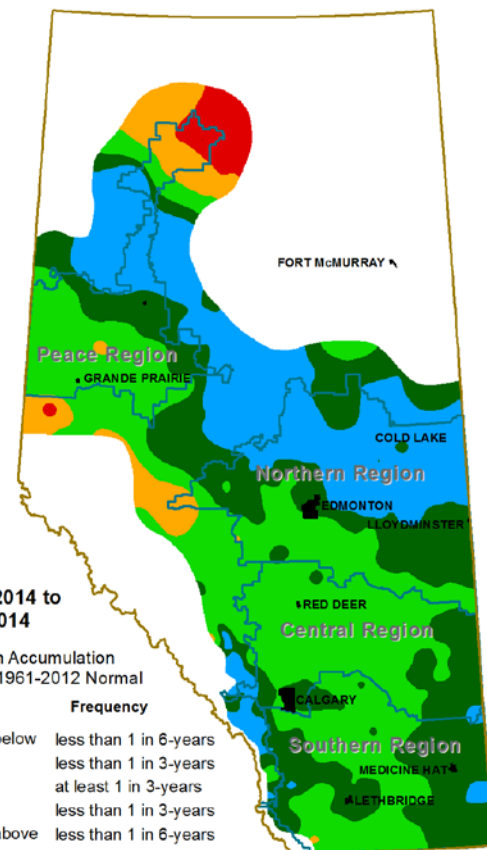 FORT McMURRAY
Peace Region
GRANDE PRAIRIE
COLD LAKE
Northern Region
EDMONTON
LLOYDMINSTER
2014 to
RED DEER
014
Central Region
n Accumulation
1961-2012 Normal
CALGARY
Frequency
below less than 1 in 6-years
Southern Region
less than 1 in 3-years
MEDICINE HAT
at least 1 in 3-years
LETHBRIDGE
less than 1 in 3-years
above less than 1 in 6-years